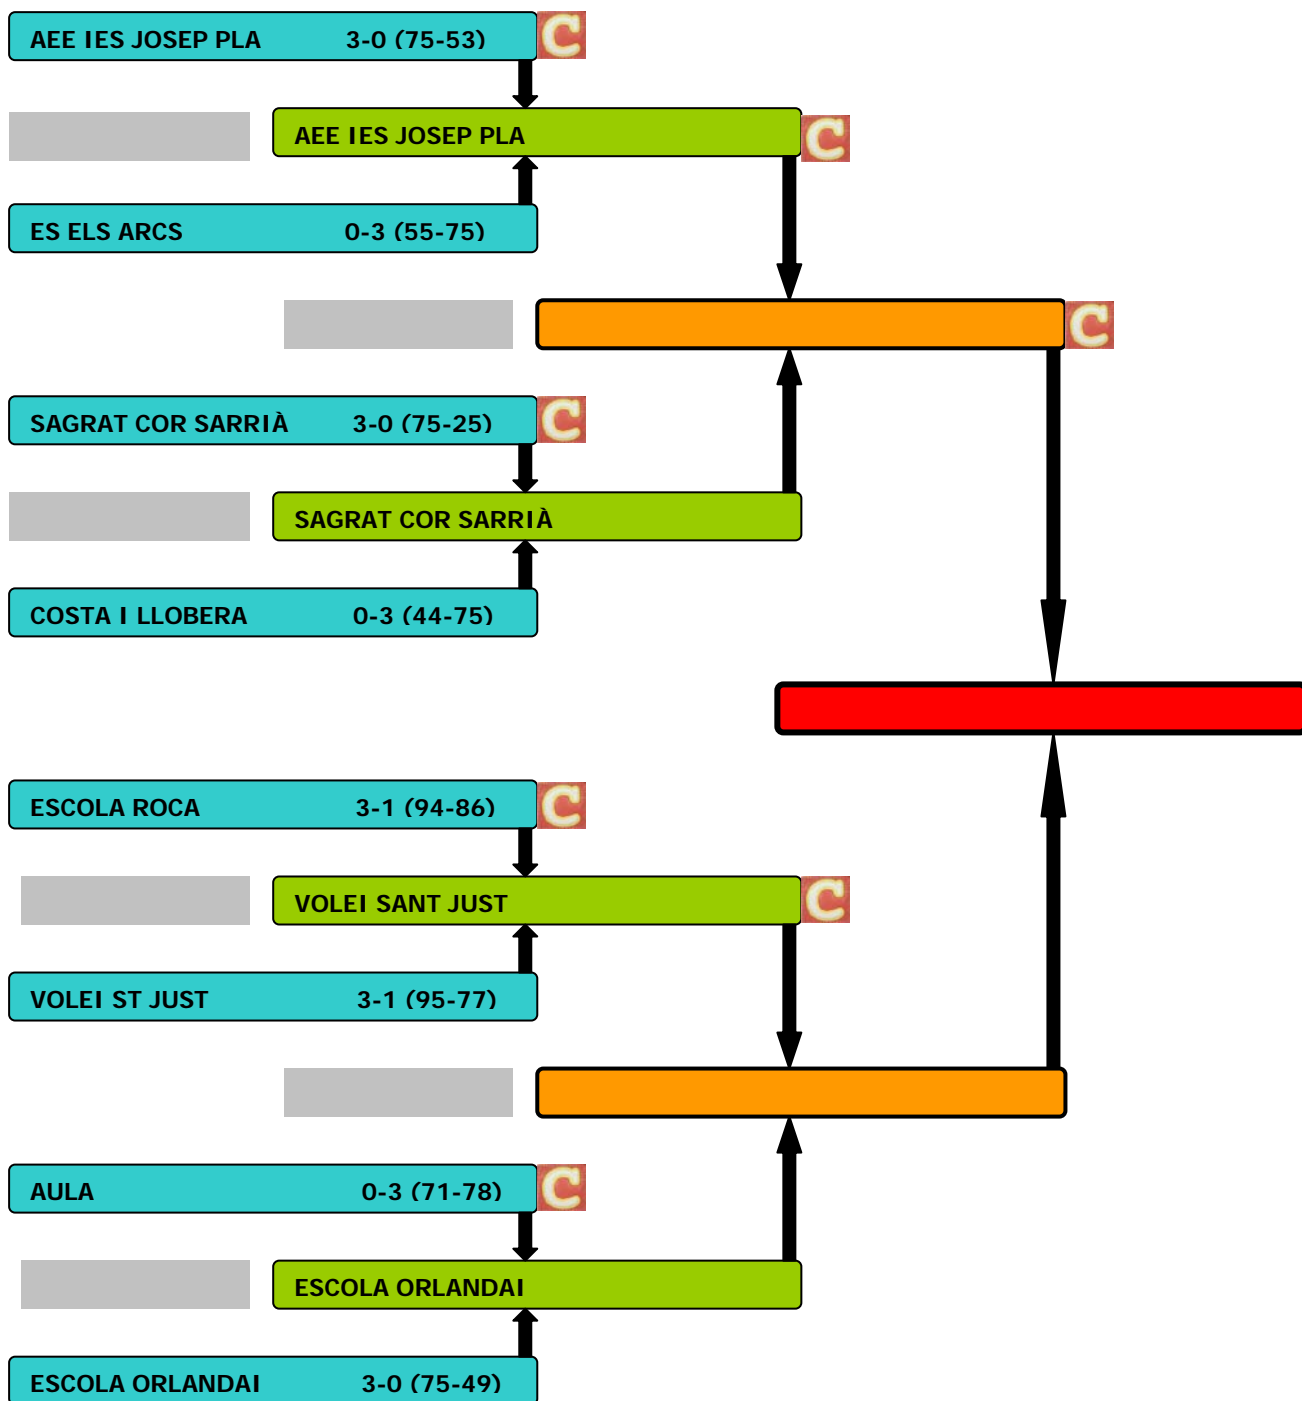 AEE IES JOSEP PLA 3-0 (75-53) C
AEE IES JOSEP PLA C
ES ELS ARCS 0-3 (55-75)
C
SAGRAT COR SARRIÀ 3-0 (75-25) C
SAGRAT COR SARRIÀ
COSTA I LLOBERA 0-3 (44-75)
ESCOLA ROCA 3-1 (94-86) C
VOLEI SANT JUST C
VOLEI ST JUST 3-1 (95-77)
AULA 0-3 (71-78) C
ESCOLA ORLANDAI
ESCOLA ORLANDAI 3-0 (75-49)